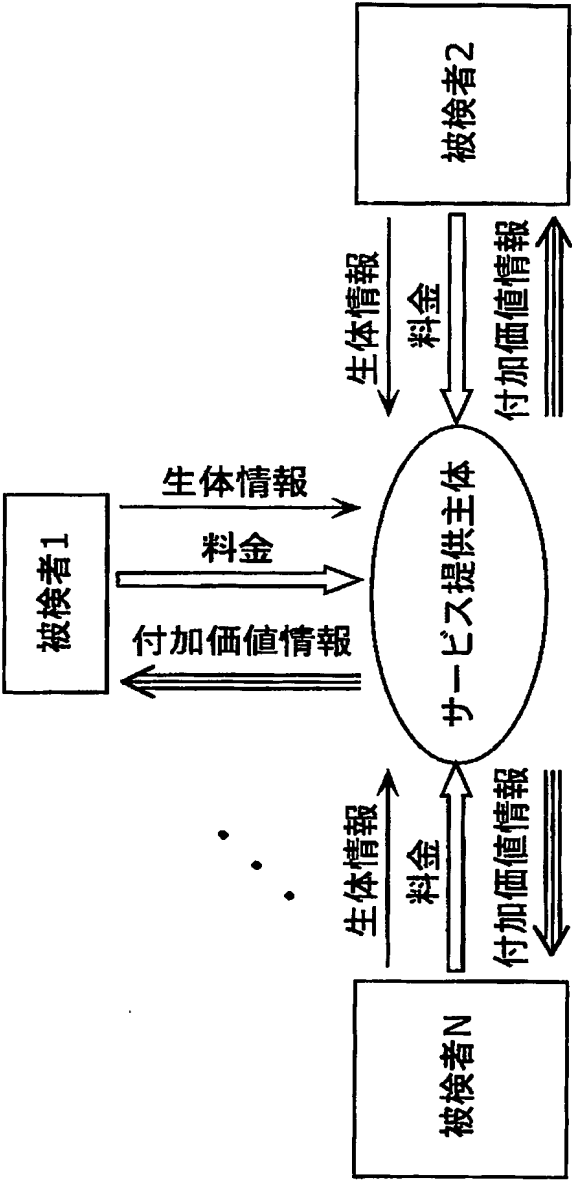 被検者1
生体情報
料金
付加価値情報
被検者2
生体情報
料金
付加価値情報
サービス提供主体
生体情報
料金
付加価値情報
被検者N